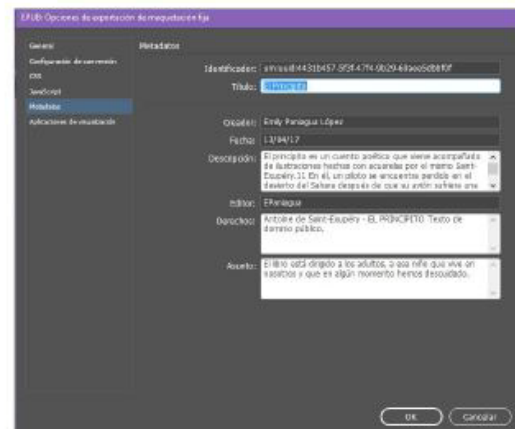 EPUB: Opciones de exportación de maquetación fija
General
Configuración de conversión
CSS
JavaScript
Metadatos
Aplicaciones de visualización
Metadatos
Identificador:
Título: El Principito
Creador: Emily Paniagua López
Fecha: 13/04/17
Descripción: El principito es un cuento poético que viene acompañado
de ilustraciones hechas con acuarelas por el mismo Saint-
Exupéry.11 En él, un piloto se encuentra perdido en el
desierto del Sahara después de que su avión sufriera una
Editor: EPaniagua
Derechos: Antoine de Saint-Exupéry - EL PRINCIPITO Texto de
dominio público.
Asunto: El libro está dirigido a los adultos, a ese niño que vive en
nosotros y que en algún momento hemos descuidado.
OK
Cancelar